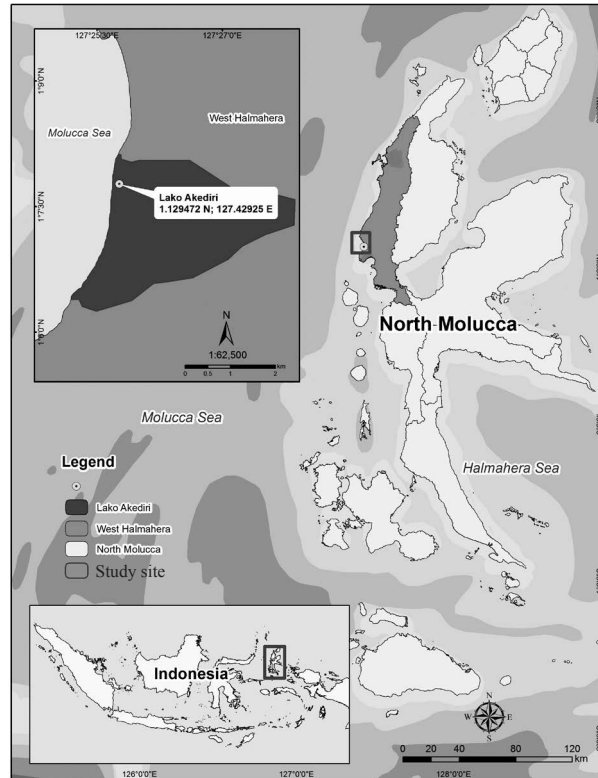 127°25'30"E
127°27'0"E
1°9'0"N
Molucca Sea
West Halmahera
Lako Akediri
1.129472 N; 127.42925 E
1°7'30"N
N
1:62,500
0 0.5 1 2
km
North Molucca
Molucca Sea
Halmahera Sea
Legend
Lako Akediri
West Halmahera
North Molucca
Study site
Indonesia
N
W E
S
0 20 40 80 120
km
126°0'0"E
127°0'0"E
128°0'0"E